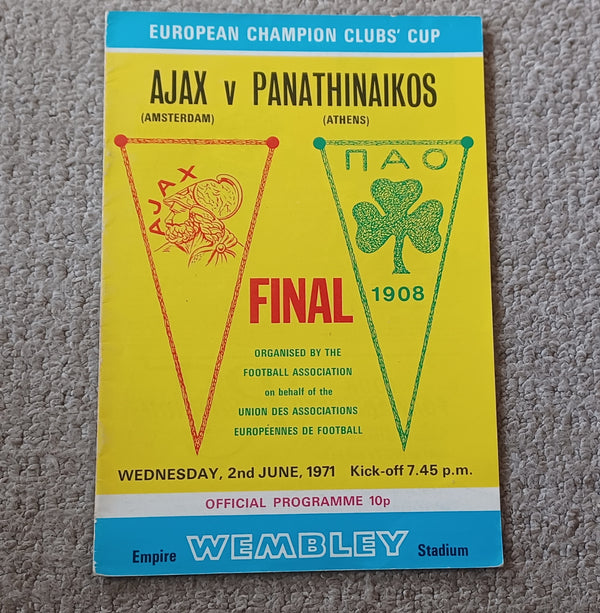 EUROPEAN CHAMPION CLUBS' CUP
AJAX v PANATHINAIKOS
(AMSTERDAM) (ATHENS)
AJAX
ΠΑΟ
1908
FINAL
ORGANISED BY THE
FOOTBALL ASSOCIATION
on behalf of the
UNION DES ASSOCIATIONS
EUROPÉENNES DE FOOTBALL
WEDNESDAY, 2nd JUNE, 1971 Kick-off 7.45 p.m.
OFFICIAL PROGRAMME 10p
Empire WEMBLEY Stadium